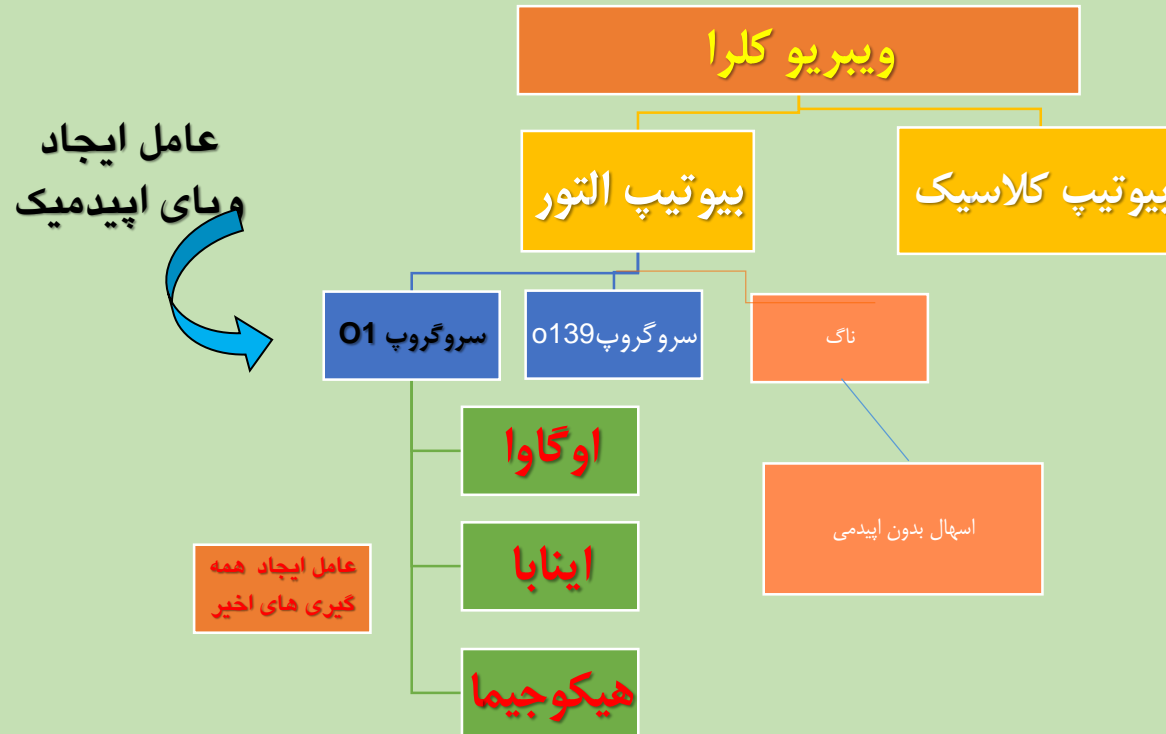 ویبریو کلرا
عامل ایجاد
وبای اپیدمیک
بیوتیپ کلاسیک
بیوتیپ التور
ناگ
سروگروپo139
سروگروپ O1
اوگاوا
اسهال بدون اپیدمی
اینابا
عامل ایجاد همه
گیری های اخیر
هیکوجیما